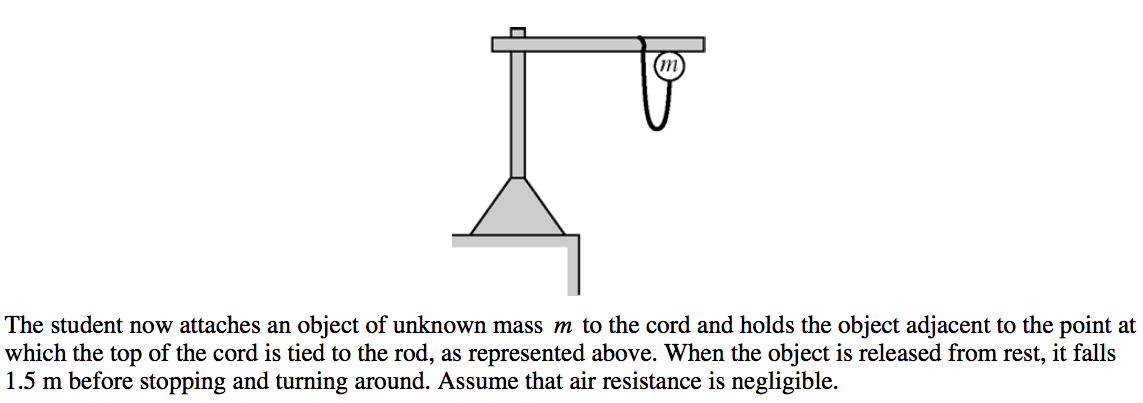 m
The student now attaches an object of unknown mass m to the cord and holds the object adjacent to the point at
which the top of the cord is tied to the rod, as represented above. When the object is released from rest, it falls
1.5 m before stopping and turning around. Assume that air resistance is negligible.